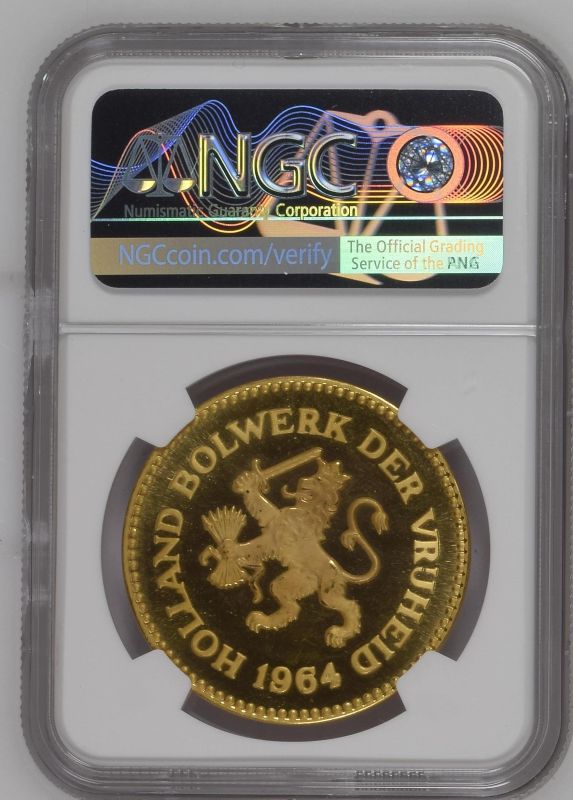 NGC
Numismatic Guaranty Corporation
NGCcoin.com/verify
The Official Grading
Service of the PNG
HOLLAND BOLWERK DER VRIJHEID
1964